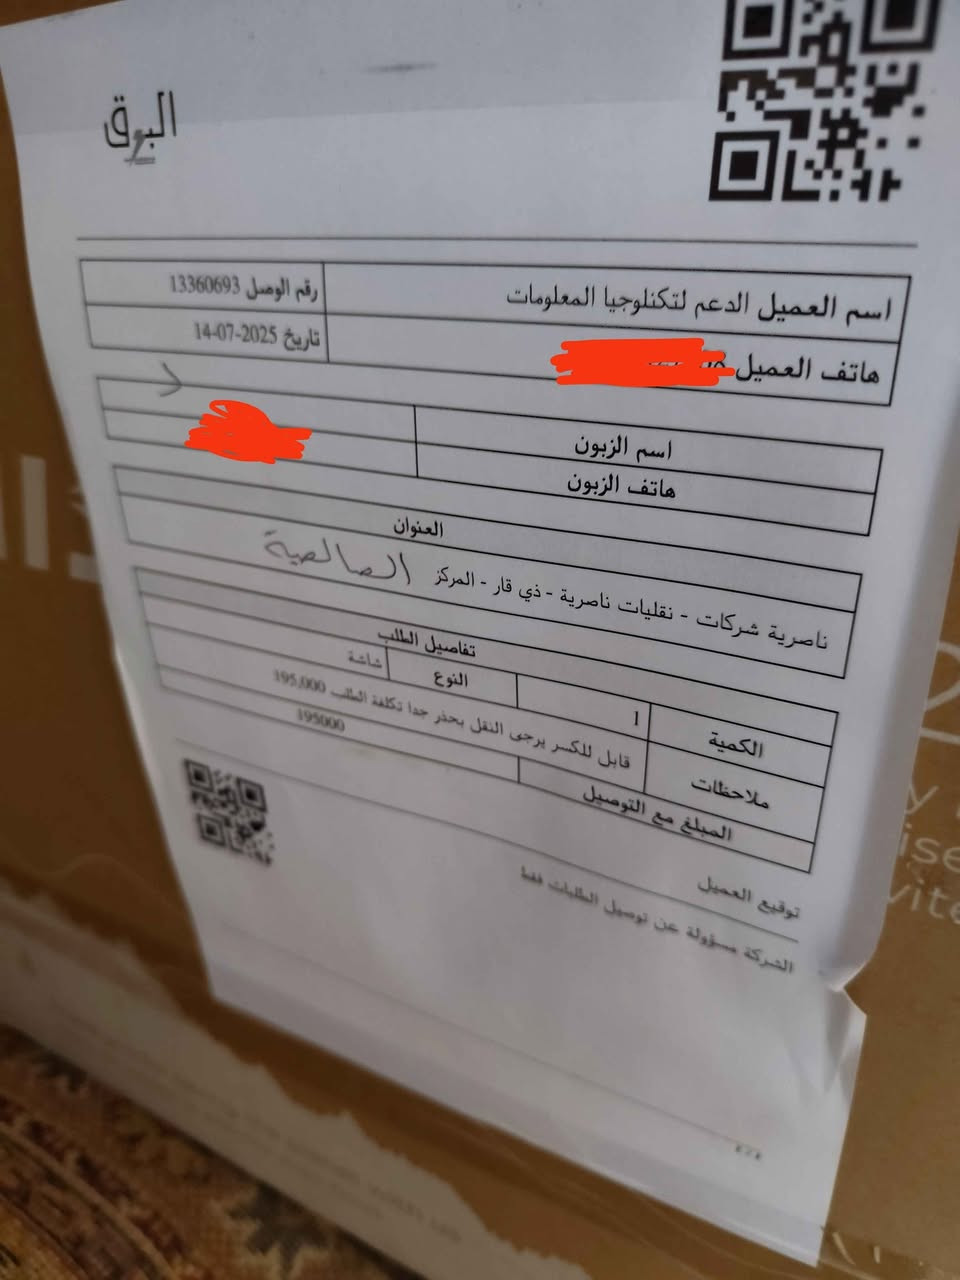 البرق
اسم العميل الدعم لتكنلوجيا المعلومات
رقم الوصل 13360693
هاتف العميل
تاريخ 2025-07-14
اسم الزبون
هاتف الزبون
العنوان
ناصرية شركات - نقليات ناصرية - ذي قار - المركز الصالحية
تفاصيل الطلب
الكمية 1 النوع شاشة
ملاحظات قابل للكسر يرجى النقل بحذر جدا تكلفة الطلب 195,000
المبلغ مع التوصيل 195000
توقيع العميل
الشركة مسؤولة عن توصيل الطلبات فقط